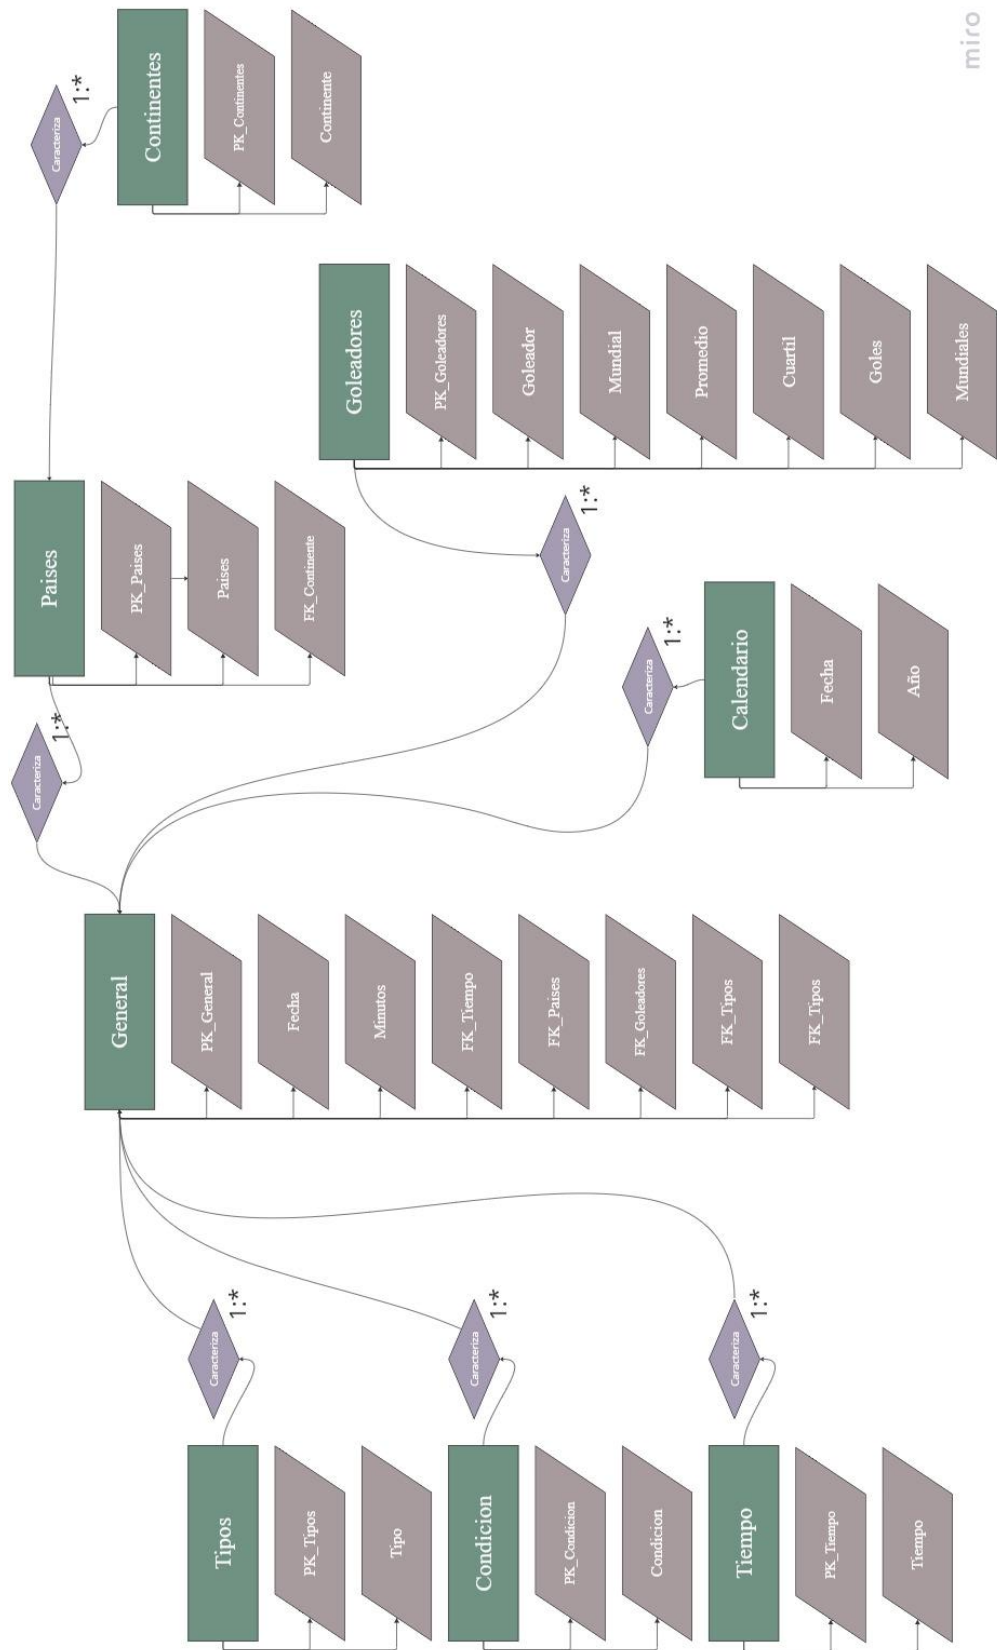 Tipos
PK_Tipos
Tipo
Caracteriza
1:*
Condicion
PK_Condicion
Condicion
Caracteriza
1:*
Tiempo
PK_Tiempo
Tiempo
Caracteriza
1:*
General
PK_General
Fecha
Minutos
FK_Tiempo
FK_Paises
FK_Goleadores
FK_Tipos
FK_Tipos
Caracteriza
1:*
Paises
PK_Paises
Paises
FK_Continente
Caracteriza
1:*
Calendario
Fecha
Año
Caracteriza
1:*
Goleadores
PK_Goleadores
Goleador
Mundial
Promedio
Cuartil
Goles
Mundiales
Caracteriza
1:*
Continentes
PK_Continentes
Continente
miro